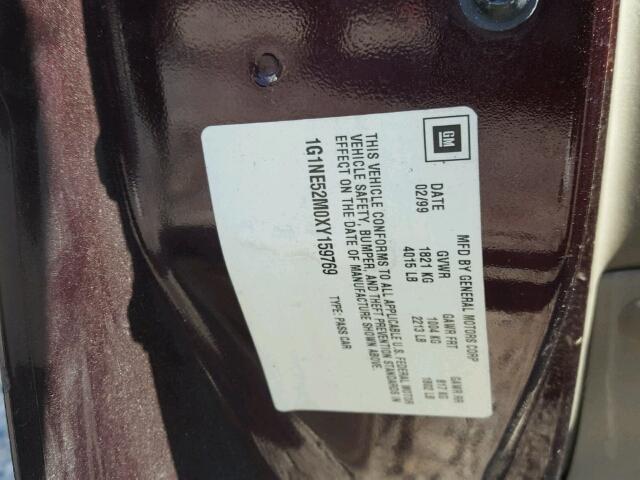 GM
MFD BY GENERAL MOTORS CORP
DATE GVWR GAWR FRT GAWR RR
02/99 1821 KG 1004 KG 817 KG
4015 LB 2213 LB 1802 LB
THIS VEHICLE CONFORMS TO ALL APPLICABLE U.S. FEDERAL MOTOR
VEHICLE SAFETY, BUMPER, AND THEFT PREVENTION STANDARDS IN
EFFECT ON THE DATE OF MANUFACTURE SHOWN ABOVE.
1G1NE52M0XY159769 TYPE: PASS CAR